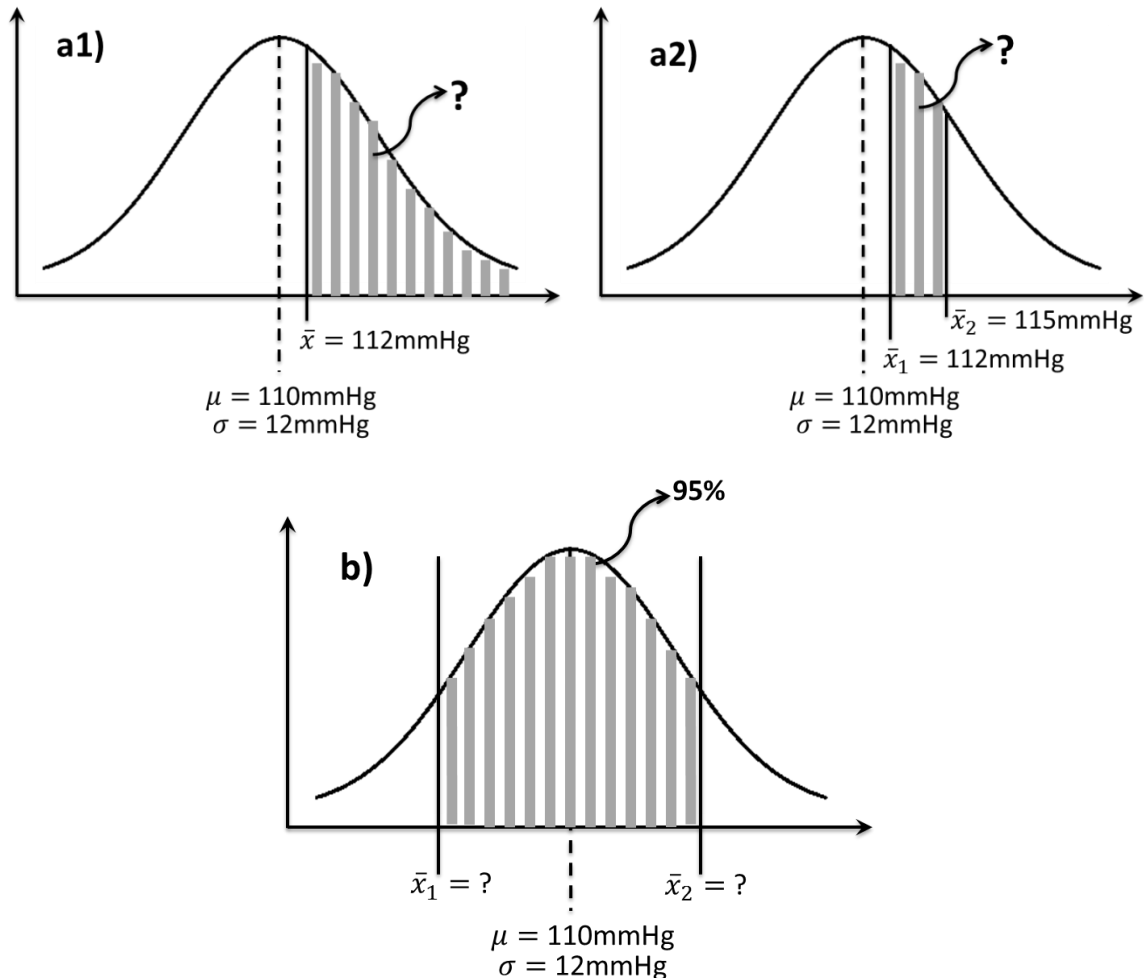 a1)
?
x̄ = 112mmHg
μ = 110mmHg
σ = 12mmHg
a2)
?
x̄₂ = 115mmHg
x̄₁ = 112mmHg
μ = 110mmHg
σ = 12mmHg
b)
95%
x̄₁ = ?
x̄₂ = ?
μ = 110mmHg
σ = 12mmHg